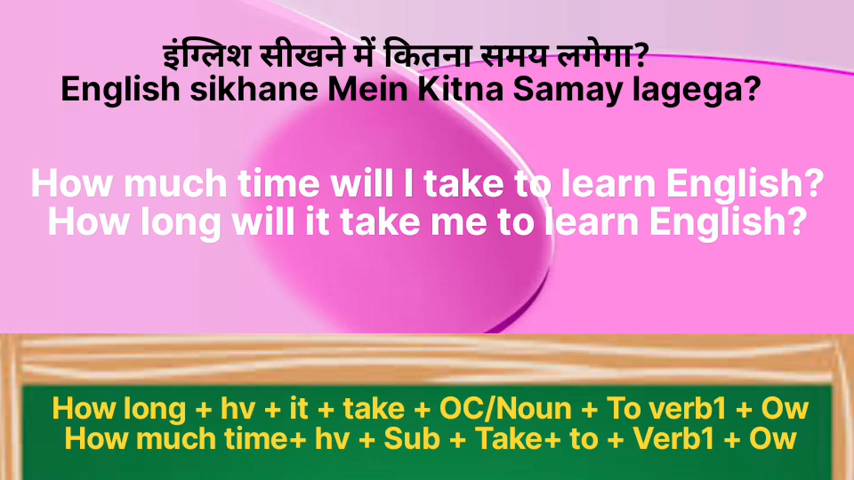 इंग्लिश सीखने में कितना समय लगेगा?
English sikhane Mein Kitna Samay lagega?
How much time will I take to learn English?
How long will it take me to learn English?
How long + hv + it + take + OC/Noun + To verb1 + Ow
How much time+ hv + Sub + Take+ to + Verb1 + Ow